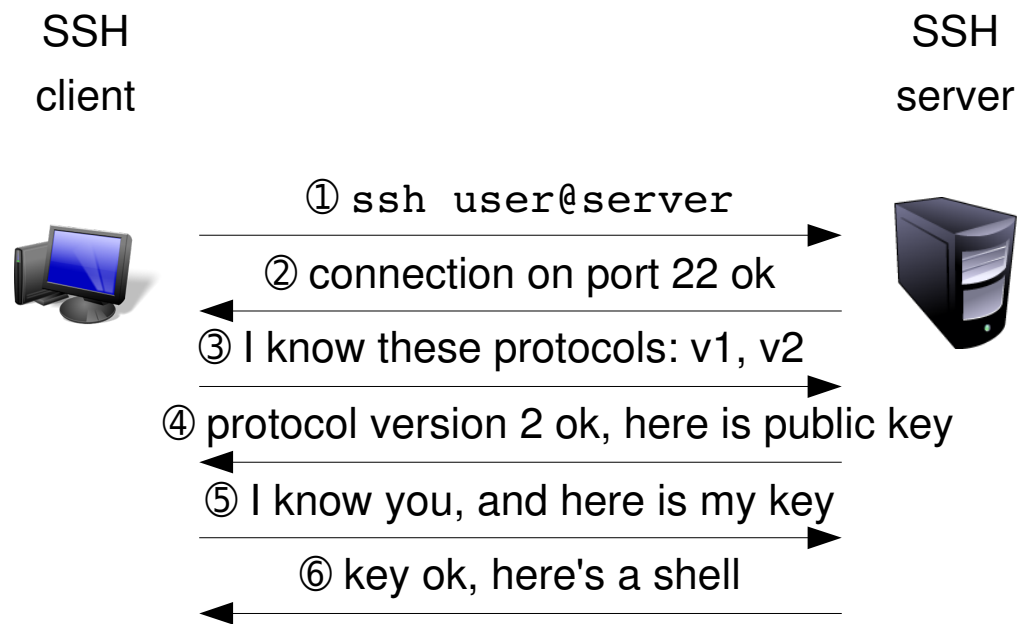 SSH
client
SSH
server
① ssh user@server
② connection on port 22 ok
③ I know these protocols: v1, v2
④ protocol version 2 ok, here is public key
⑤ I know you, and here is my key
⑥ key ok, here's a shell